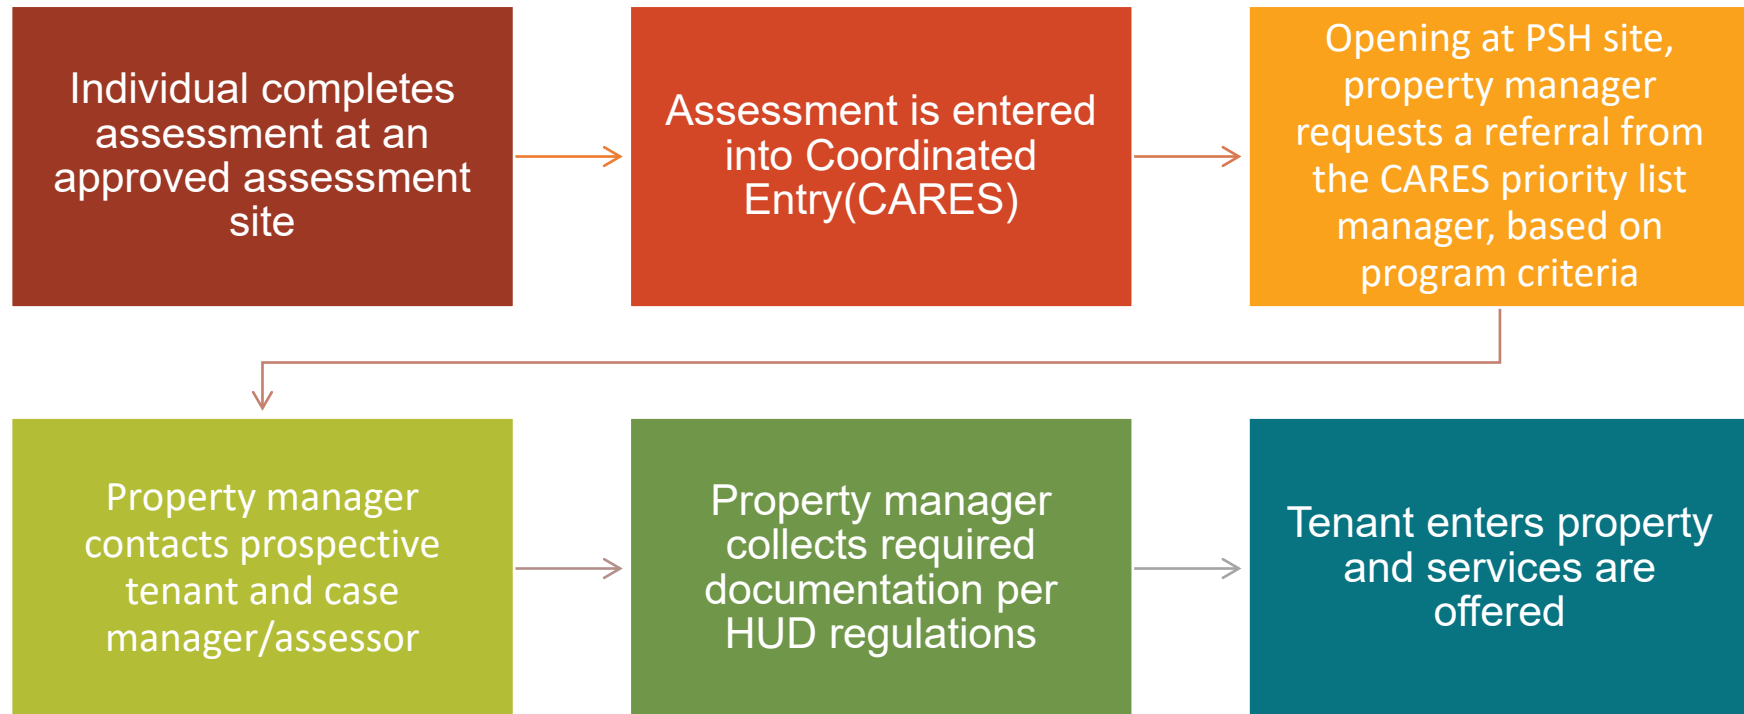 Individual completes
assessment at an
approved assessment
site
Assessment is entered
into Coordinated
Entry(CARES)
Opening at PSH site,
property manager
requests a referral from
the CARES priority list
manager, based on
program criteria
Property manager
contacts prospective
tenant and case
manager/assessor
Property manager
collects required
documentation per
HUD regulations
Tenant enters property
and services are
offered